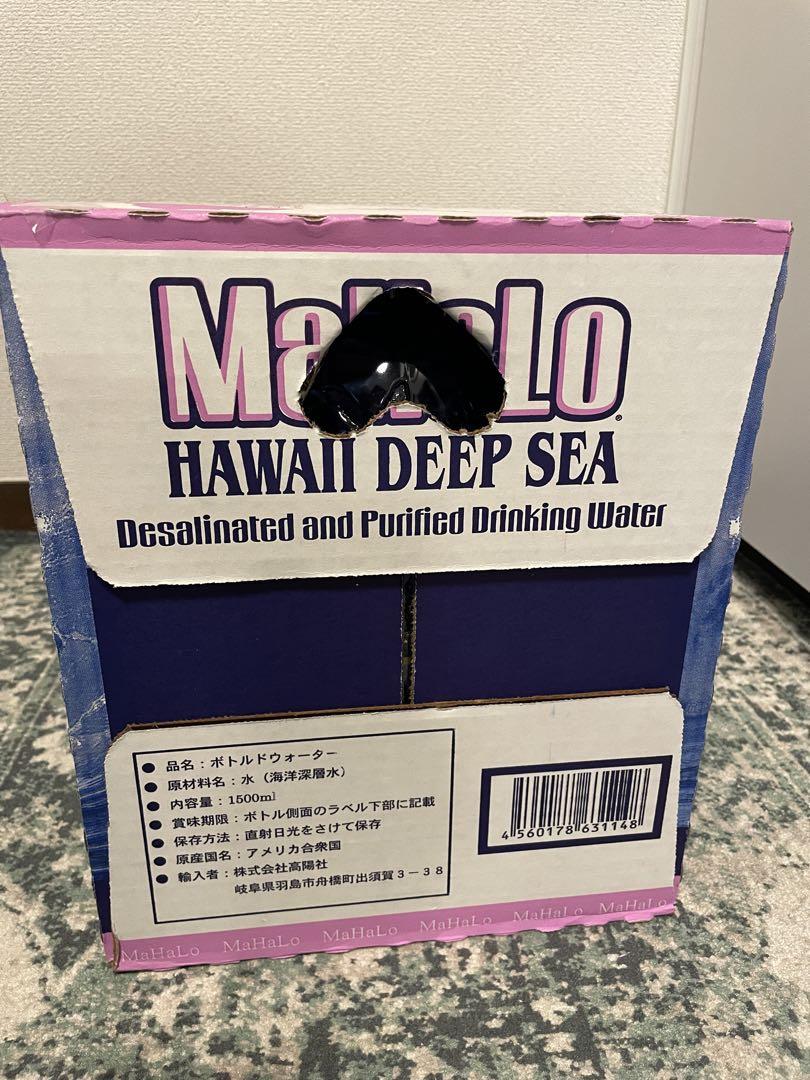 MaHaLo
HAWAII DEEP SEA
Desalinated and Purified Drinking Water
● 品名：ボトルドウォーター
● 原材料名：水（海洋深層水）
● 内容量：1500ml
● 賞味期限：ボトル側面のラベル下部に記載
● 保存方法：直射日光をさけて保存
● 原産国名：アメリカ合衆国
● 輸入者：株式会社高陽社
岐阜県羽島市舟橋町出須賀３－３８
4 560178 631148
MaHaLo MaHaLo MaHaLo MaHaLo MaHaLo MaHaLo